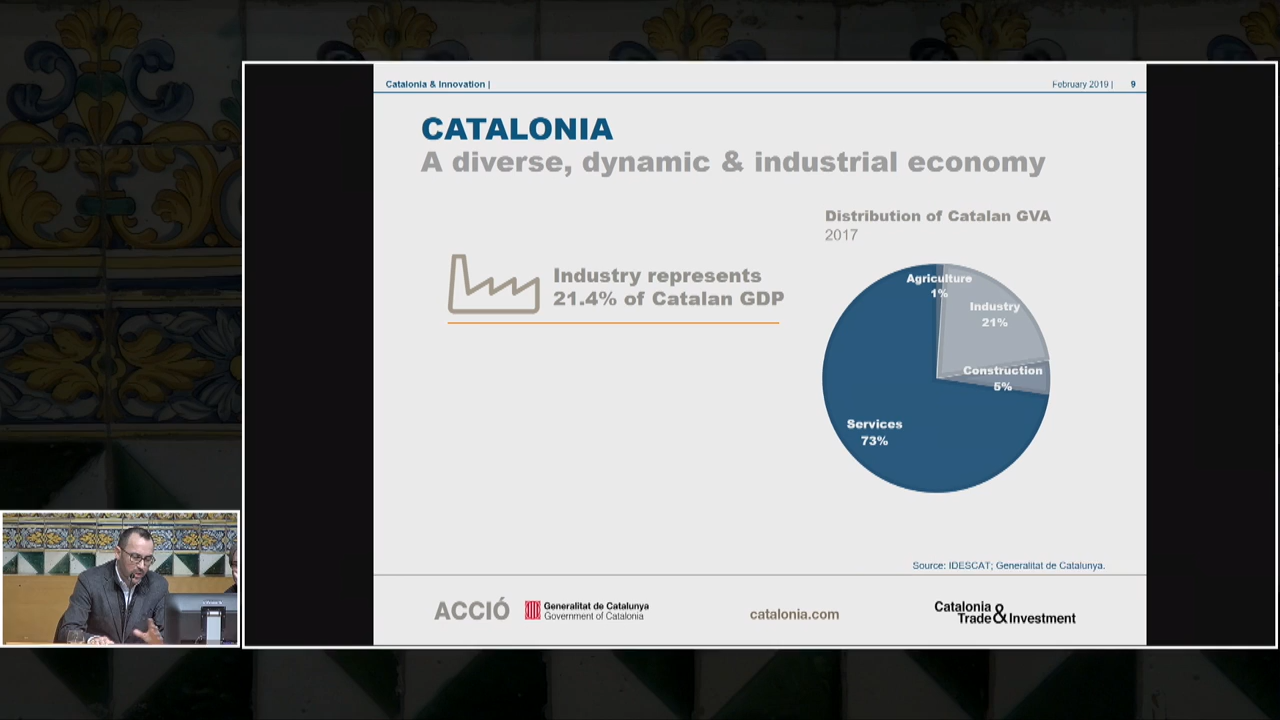 Catalonia & Innovation |
February 2019 | 9
CATALONIA
A diverse, dynamic & industrial economy
Distribution of Catalan GVA
2017
Industry represents
21.4% of Catalan GDP
Agriculture
1%
Industry
21%
Construction
5%
Services
73%
Source: IDESCAT; Generalitat de Catalunya.
ACCIÓ
Generalitat de Catalunya
Government of Catalonia
catalonia.com
Catalonia
Trade & Investment